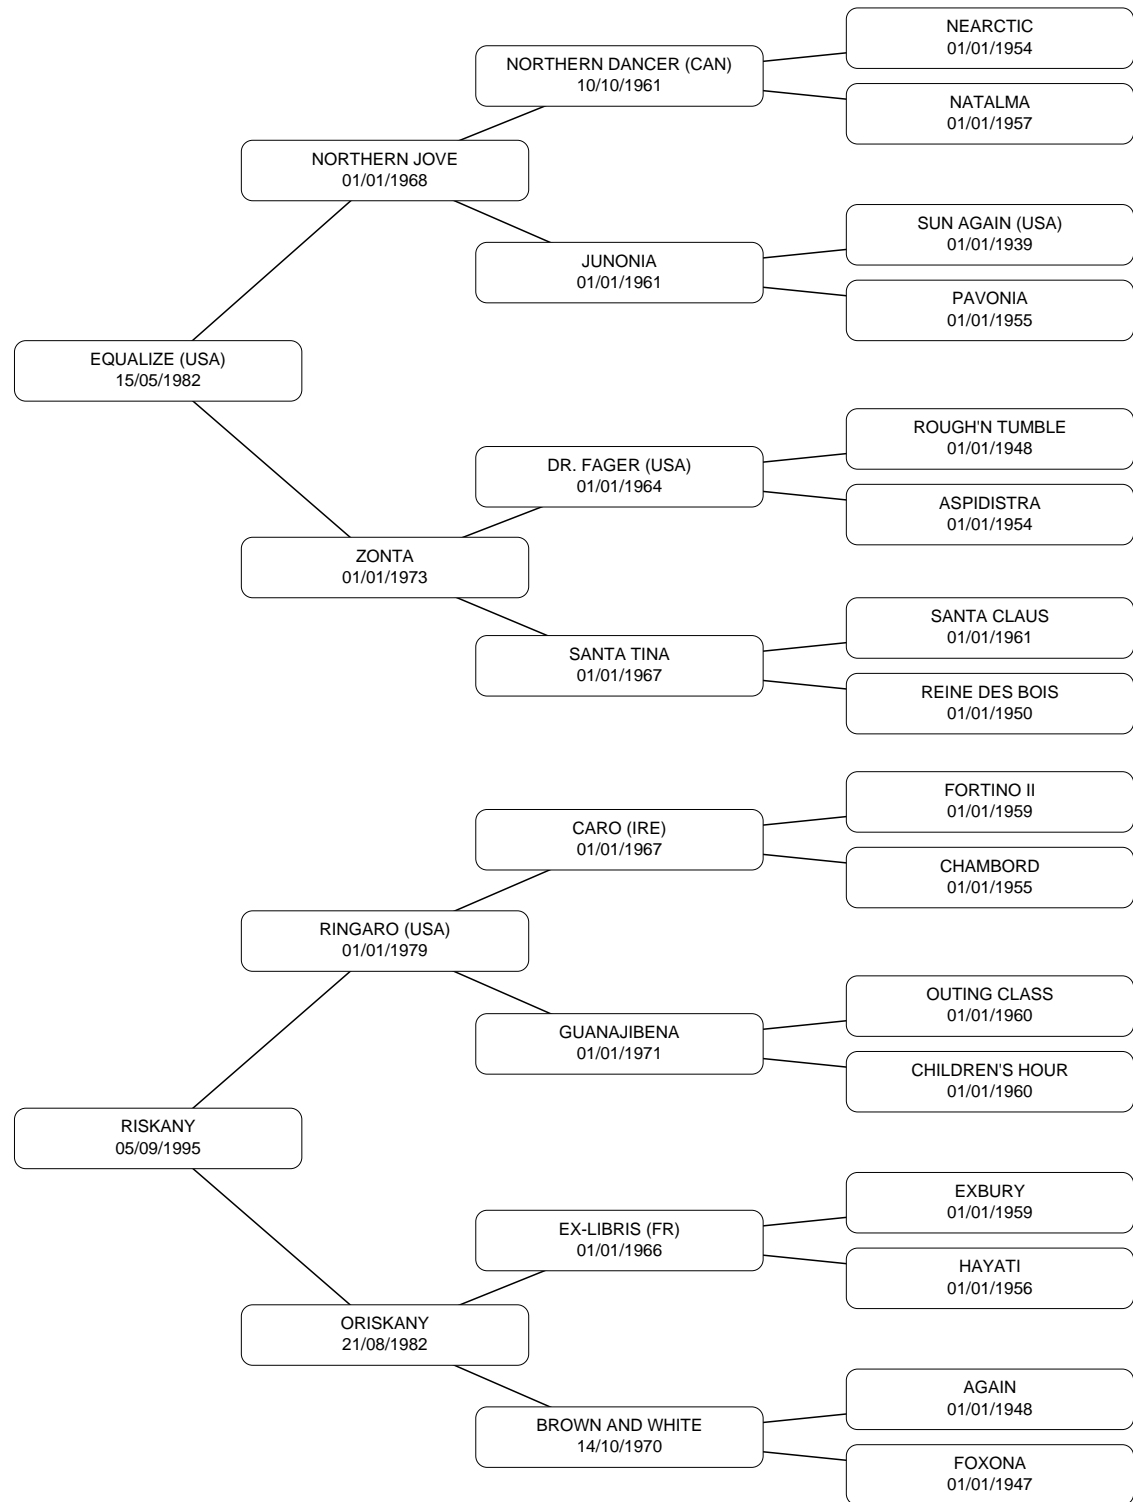 NEARCTIC
01/01/1954
NORTHERN DANCER (CAN)
10/10/1961
NATALMA
01/01/1957
NORTHERN JOVE
01/01/1968
SUN AGAIN (USA)
01/01/1939
JUNONIA
01/01/1961
PAVONIA
01/01/1955
EQUALIZE (USA)
15/05/1982
ROUGH'N TUMBLE
01/01/1948
DR. FAGER (USA)
01/01/1964
ASPIDISTRA
01/01/1954
ZONTA
01/01/1973
SANTA CLAUS
01/01/1961
SANTA TINA
01/01/1967
REINE DES BOIS
01/01/1950
FORTINO II
01/01/1959
CARO (IRE)
01/01/1967
CHAMBORD
01/01/1955
RINGARO (USA)
01/01/1979
OUTING CLASS
01/01/1960
GUANAJIBENA
01/01/1971
CHILDREN'S HOUR
01/01/1960
RISKANY
05/09/1995
EXBURY
01/01/1959
EX-LIBRIS (FR)
01/01/1966
HAYATI
01/01/1956
ORISKANY
21/08/1982
AGAIN
01/01/1948
BROWN AND WHITE
14/10/1970
FOXONA
01/01/1947